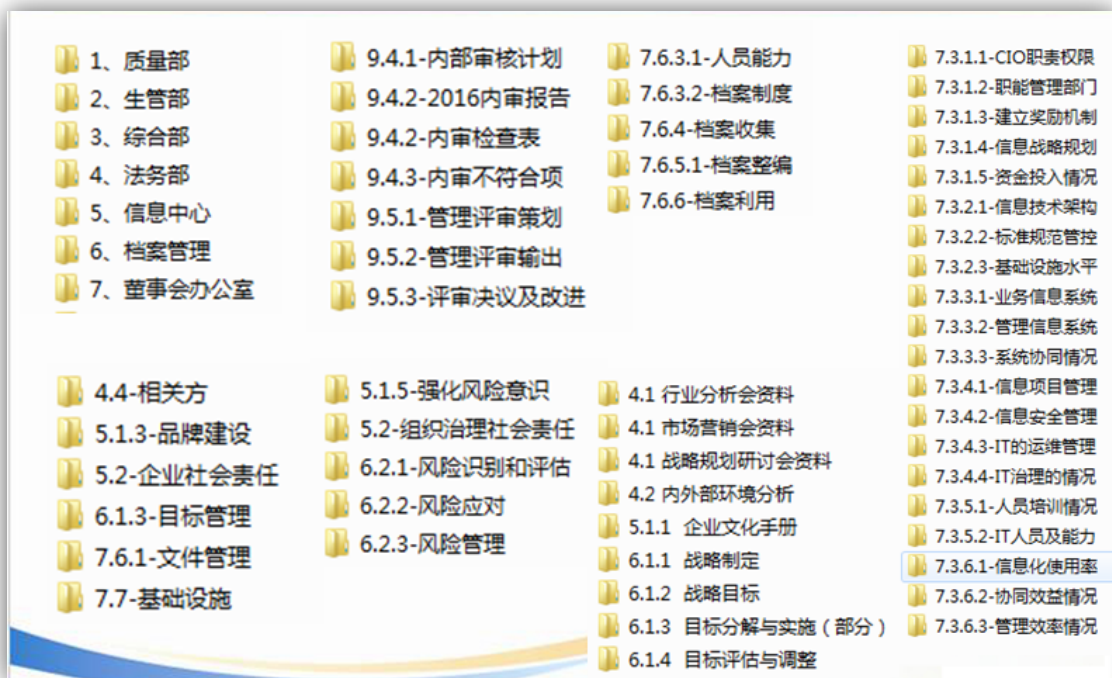 1、质量部
2、生管部
3、综合部
4、法务部
5、信息中心
6、档案管理
7、董事会办公室
9.4.1-内部审核计划
9.4.2-2016内审报告
9.4.2-内审检查表
9.4.3-内审不符合项
9.5.1-管理评审策划
9.5.2-管理评审输出
9.5.3-评审决议及改进
7.6.3.1-人员能力
7.6.3.2-档案制度
7.6.4-档案收集
7.6.5.1-档案整编
7.6.6-档案利用
7.3.1.1-CIO职责权限
7.3.1.2-职能管理部门
7.3.1.3-建立奖励机制
7.3.1.4-信息战略规划
7.3.1.5-资金投入情况
7.3.2.1-信息技术架构
7.3.2.2-标准规范管控
7.3.2.3-基础设施水平
7.3.3.1-业务信息系统
7.3.3.2-管理信息系统
7.3.3.3-系统协同情况
7.3.4.1-信息项目管理
7.3.4.2-信息安全管理
7.3.4.3-IT的运维管理
7.3.4.4-IT治理的情况
7.3.5.1-人员培训情况
7.3.5.2-IT人员及能力
7.3.6.1-信息化使用率
7.3.6.2-协同效益情况
7.3.6.3-管理效率情况
4.4-相关方
5.1.3-品牌建设
5.2-企业社会责任
6.1.3-目标管理
7.6.1-文件管理
7.7-基础设施
5.1.5-强化风险意识
5.2-组织治理社会责任
6.2.1-风险识别和评估
6.2.2-风险应对
6.2.3-风险管理
4.1 行业分析会资料
4.1 市场营销会资料
4.1 战略规划研讨会资料
4.2 内外部环境分析
5.1.1 企业文化手册
6.1.1 战略制定
6.1.2 战略目标
6.1.3 目标分解与实施（部分）
6.1.4 目标评估与调整